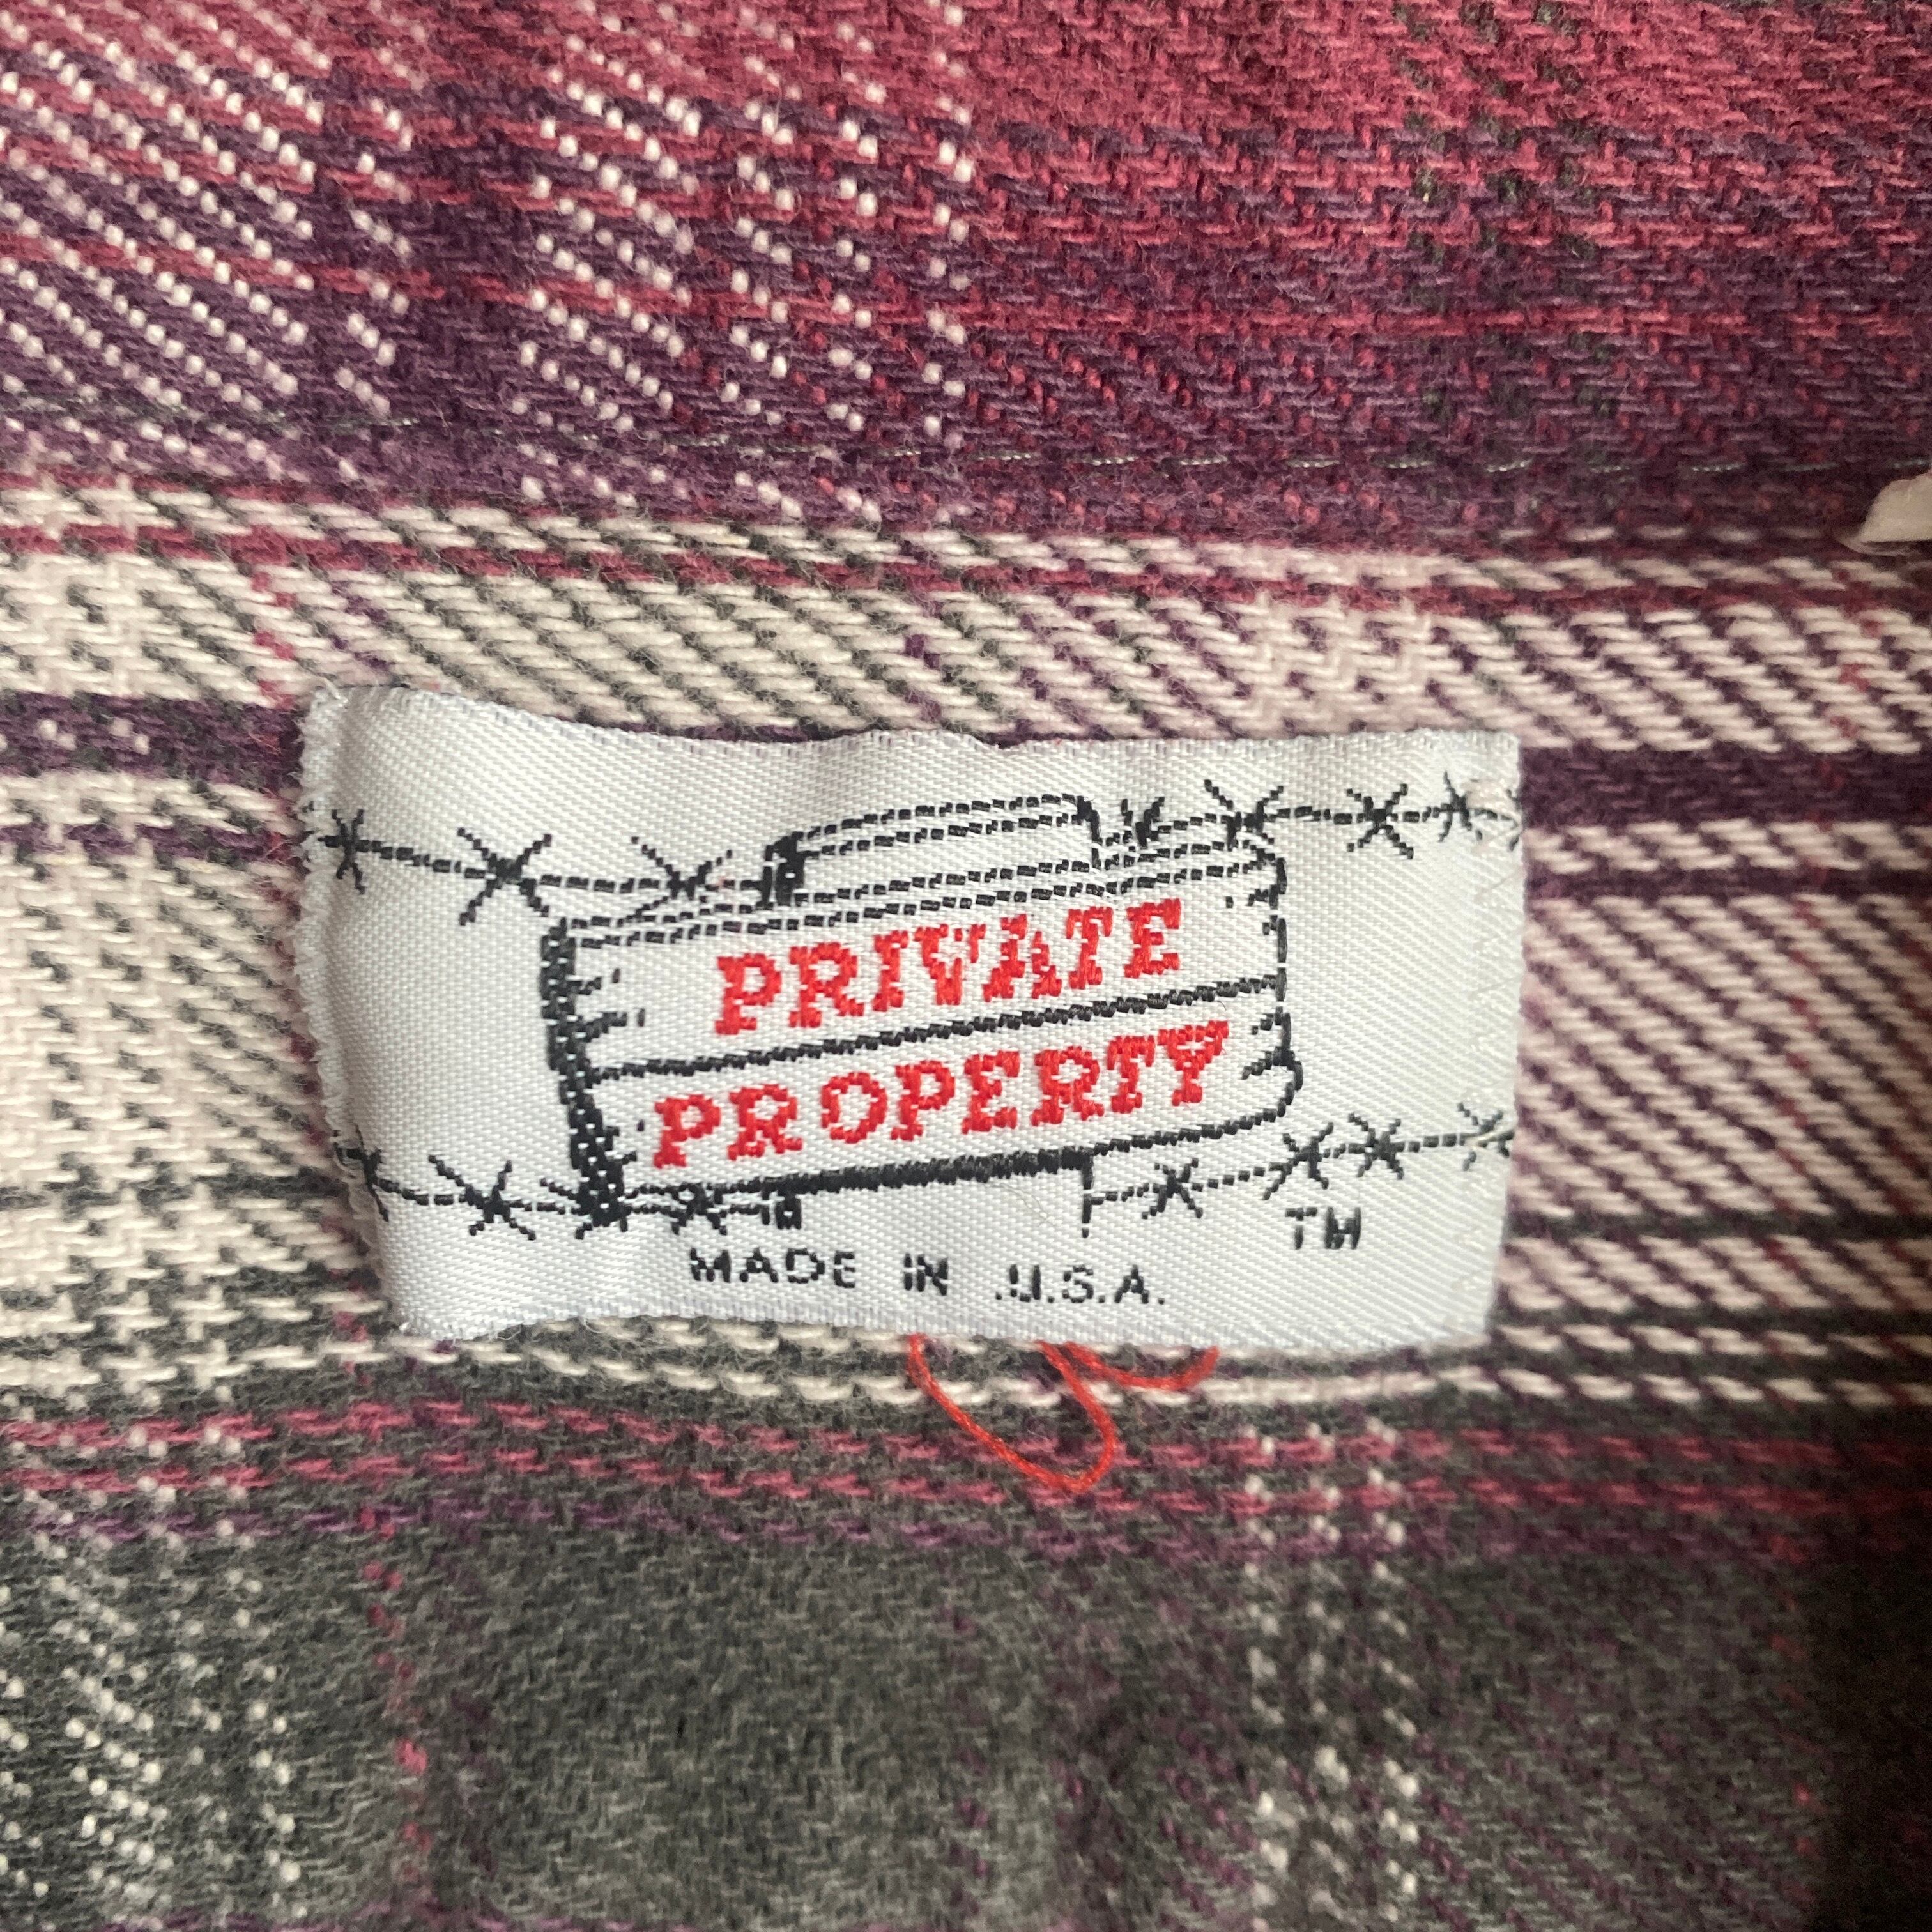 PRIVATE
PROPERTY
TM
MADE IN .U.S.A.